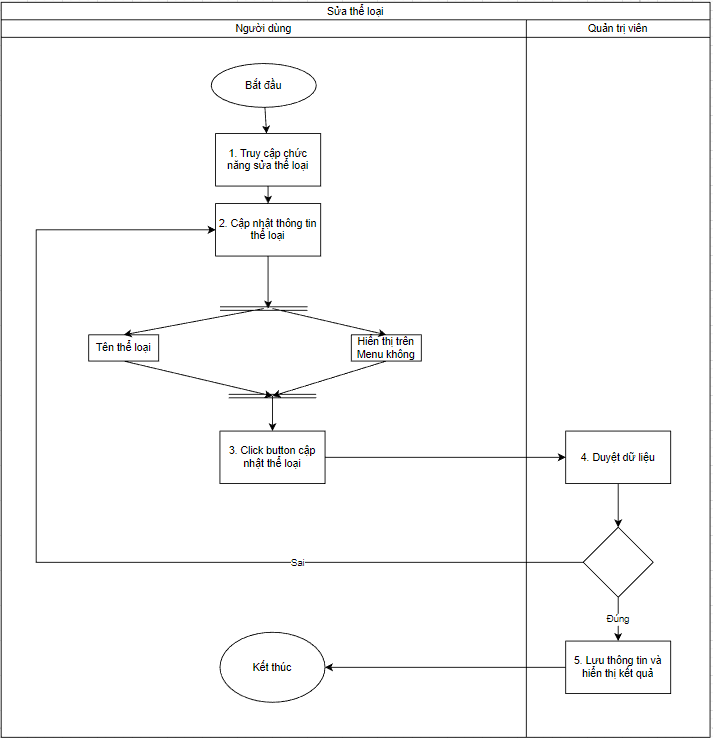 Sửa thể loại
Người dùng
Quản trị viên
Bắt đầu
1. Truy cập chức
năng sửa thể loại
2. Cập nhật thông tin
thể loại
Tên thể loại
Hiển thị trên
Menu không
3. Click button cập
nhật thể loại
4. Duyệt dữ liệu
Sai
Đúng
Kết thúc
5. Lưu thông tin và
hiển thị kết quả